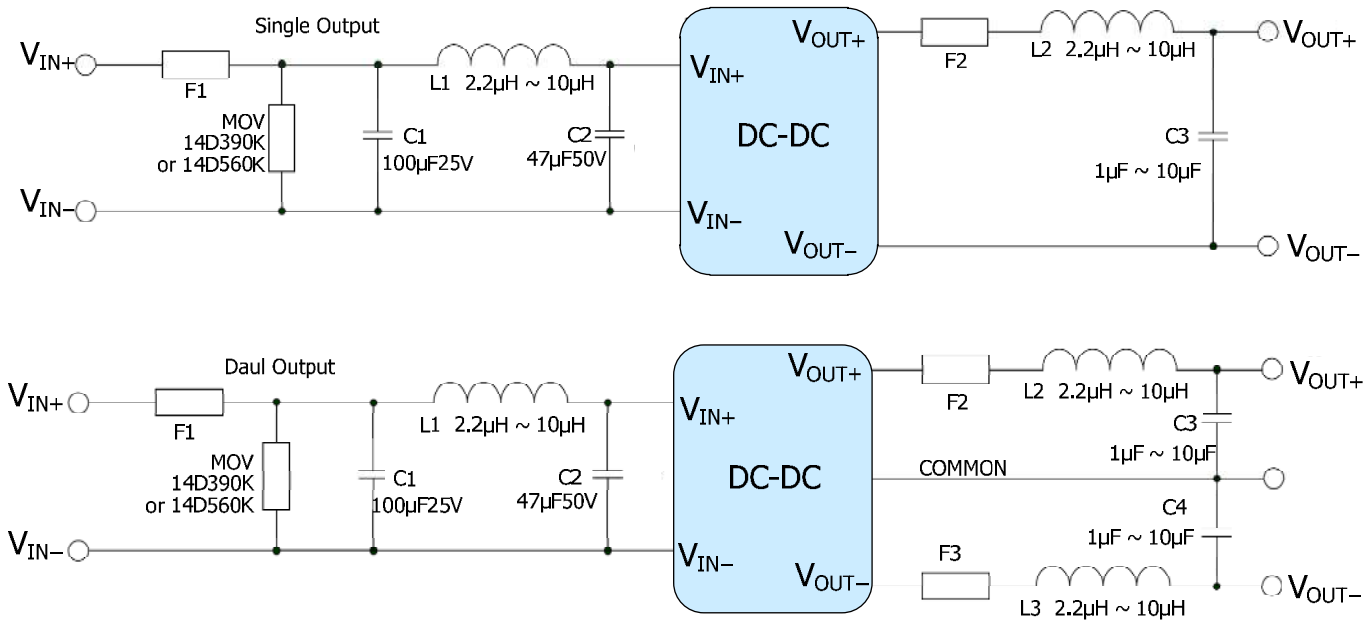 Single Output
VIN+
F1
MOV
14D390K
or 14D560K
C1
100µF25V
L1 2.2µH ~ 10µH
C2
47µF50V
VIN−
VIN+
DC-DC
VIN−
VOUT+
VOUT−
F2
L2 2.2µH ~ 10µH
C3
1µF ~ 10µF
VOUT+
VOUT−
Daul Output
VIN+
F1
MOV
14D390K
or 14D560K
C1
100µF25V
L1 2.2µH ~ 10µH
C2
47µF50V
VIN−
VIN+
DC-DC
VIN−
VOUT+
VOUT−
F2
L2 2.2µH ~ 10µH
C3
1µF ~ 10µF
COMMON
C4
1µF ~ 10µF
F3
L3 2.2µH ~ 10µH
VOUT+
VOUT−